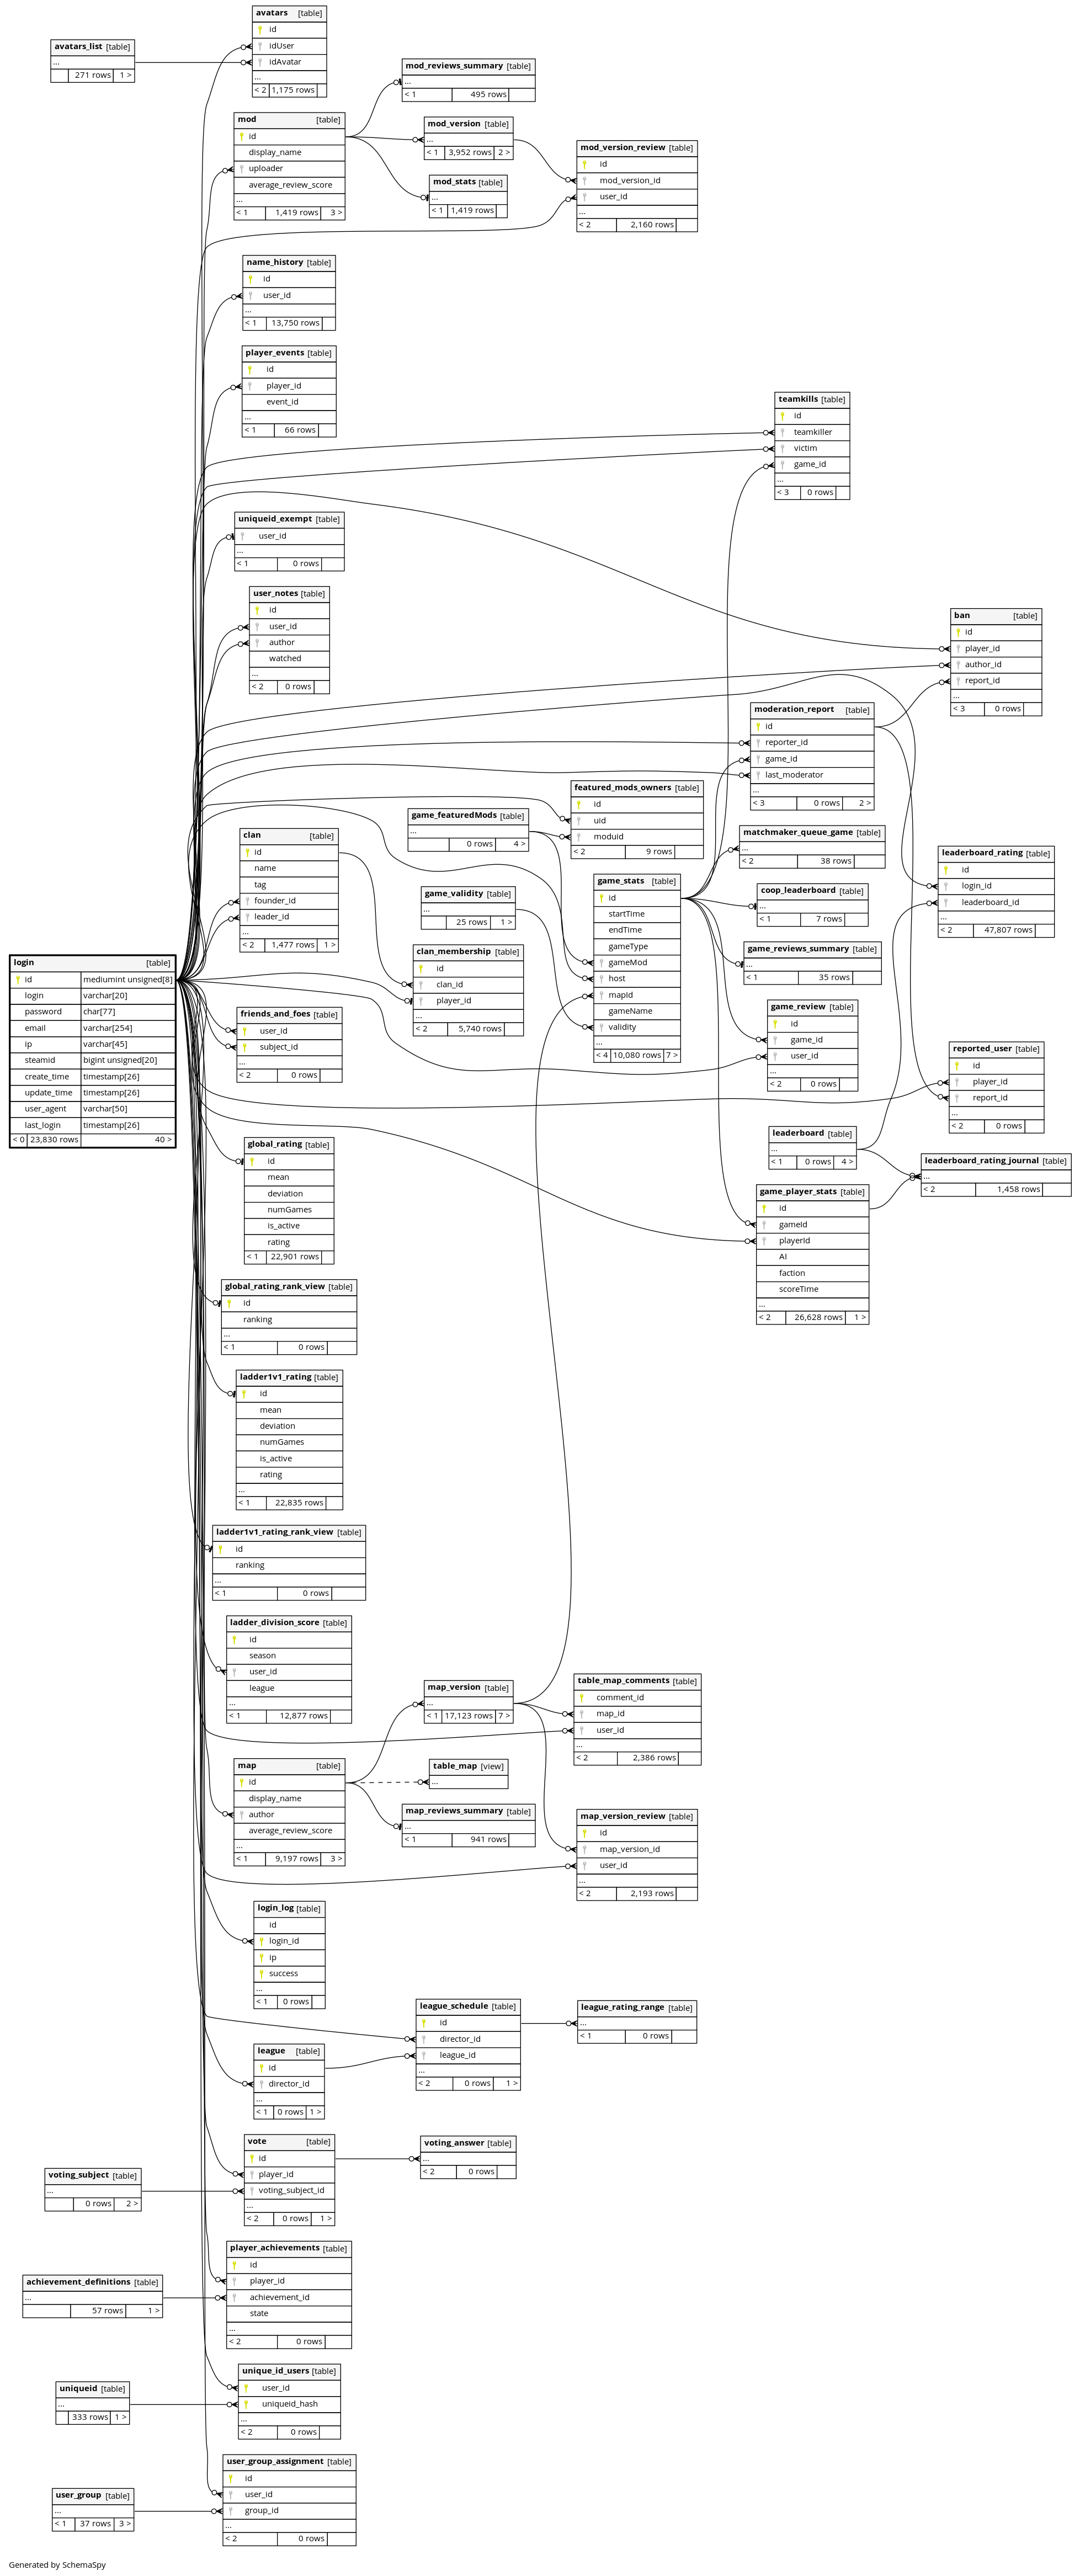 avatars [table]
id
idUser
idAvatar
...
< 2 1,175 rows
avatars_list [table]
...
271 rows 1 >
mod_reviews_summary [table]
...
< 1 495 rows
mod [table]
id
display_name
uploader
average_review_score
...
< 1 1,419 rows 3 >
mod_version [table]
...
< 1 3,952 rows 2 >
mod_version_review [table]
id
mod_version_id
user_id
...
< 2 2,160 rows
mod_stats [table]
...
< 1 1,419 rows
name_history [table]
id
user_id
...
< 1 13,750 rows
player_events [table]
id
player_id
event_id
...
< 1 66 rows
teamkills [table]
id
teamkiller
victim
game_id
...
< 3 0 rows
uniqueid_exempt [table]
user_id
...
< 1 0 rows
user_notes [table]
id
user_id
author
watched
...
< 2 0 rows
ban [table]
id
player_id
author_id
report_id
...
< 3 0 rows
moderation_report [table]
id
reporter_id
game_id
last_moderator
...
< 3 0 rows 2 >
featured_mods_owners [table]
id
uid
moduid
...
< 2 9 rows
game_featuredMods [table]
...
0 rows 4 >
clan [table]
id
name
tag
founder_id
leader_id
...
< 2 1,477 rows 1 >
matchmaker_queue_game [table]
...
< 2 38 rows
leaderboard_rating [table]
id
login_id
leaderboard_id
...
< 2 47,807 rows
game_stats [table]
id
startTime
endTime
gameType
gameMod
host
mapId
gameName
validity
...
< 4 10,080 rows 7 >
coop_leaderboard [table]
...
< 1 7 rows
game_validity [table]
...
25 rows 1 >
clan_membership [table]
id
clan_id
player_id
...
< 2 5,740 rows
game_reviews_summary [table]
...
< 1 35 rows
login [table]
id mediumint unsigned[8]
login varchar[20]
password char[77]
email varchar[254]
ip varchar[45]
steamid bigint unsigned[20]
create_time timestamp[26]
update_time timestamp[26]
user_agent varchar[50]
last_login timestamp[26]
< 0 23,830 rows 40 >
friends_and_foes [table]
user_id
subject_id
...
< 2 0 rows
game_review [table]
id
game_id
user_id
...
< 2 0 rows
reported_user [table]
id
player_id
report_id
...
< 2 0 rows
leaderboard [table]
...
< 1 0 rows 4 >
leaderboard_rating_journal [table]
...
< 2 1,458 rows
global_rating [table]
id
mean
deviation
numGames
is_active
rating
< 1 22,901 rows
game_player_stats [table]
id
gameId
playerId
AI
faction
scoreTime
...
< 2 26,628 rows 1 >
global_rating_rank_view [table]
id
ranking
...
< 1 0 rows
ladder1v1_rating [table]
id
mean
deviation
numGames
is_active
rating
...
< 1 22,835 rows
ladder1v1_rating_rank_view [table]
id
ranking
...
< 1 0 rows
ladder_division_score [table]
id
season
user_id
league
...
< 1 12,877 rows
map_version [table]
...
< 1 17,123 rows 7 >
table_map_comments [table]
comment_id
map_id
user_id
...
< 2 2,386 rows
map [table]
id
display_name
author
average_review_score
...
< 1 9,197 rows 3 >
table_map [view]
...
map_reviews_summary [table]
...
< 1 941 rows
map_version_review [table]
id
map_version_id
user_id
...
< 2 2,193 rows
login_log [table]
id
login_id
ip
success
...
< 1 0 rows
league_schedule [table]
id
director_id
league_id
...
< 2 0 rows 1 >
league_rating_range [table]
...
< 1 0 rows
league [table]
id
director_id
...
< 1 0 rows 1 >
vote [table]
id
player_id
voting_subject_id
...
< 2 0 rows 1 >
voting_answer [table]
...
< 2 0 rows
voting_subject [table]
...
0 rows 2 >
player_achievements [table]
id
player_id
achievement_id
state
...
< 2 0 rows
achievement_definitions [table]
...
57 rows 1 >
unique_id_users [table]
user_id
uniqueid_hash
...
< 2 0 rows
uniqueid [table]
...
333 rows 1 >
user_group_assignment [table]
id
user_id
group_id
...
< 2 0 rows
user_group [table]
...
< 1 37 rows 3 >
Generated by SchemaSpy